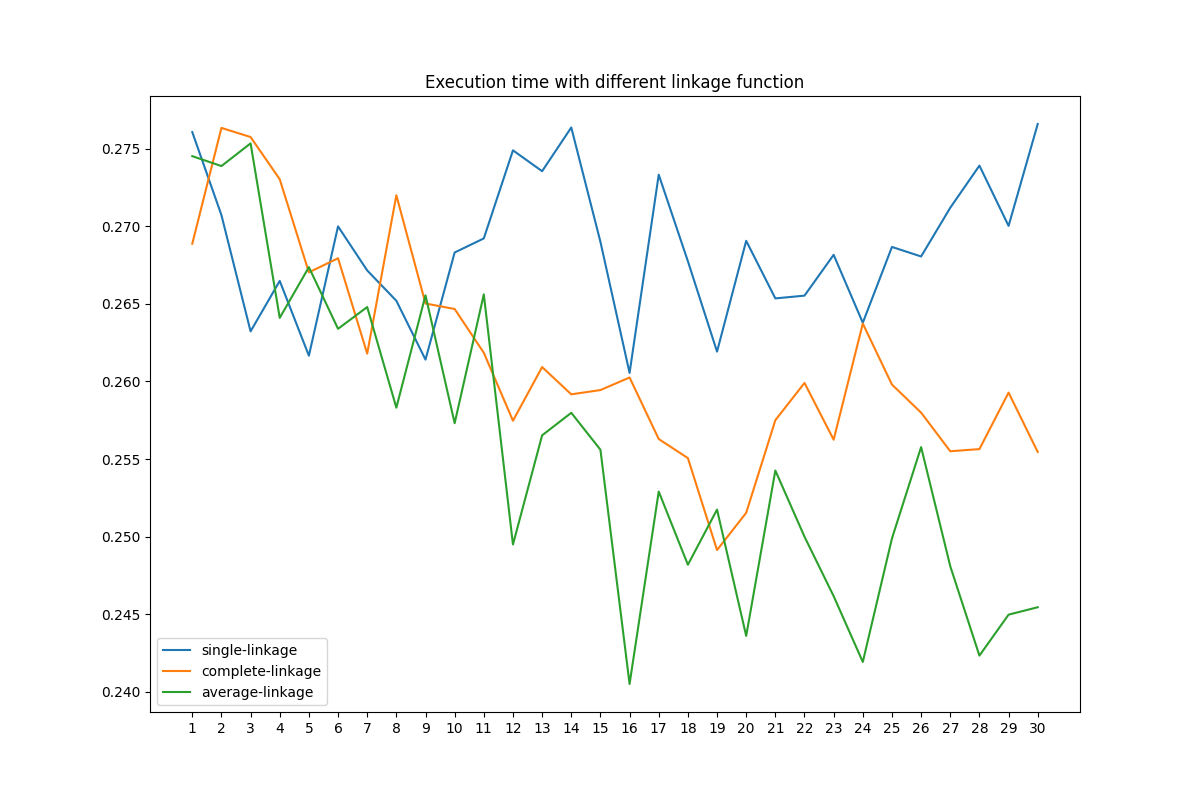 Execution time with different linkage function
0.275
0.270
0.265
0.260
0.255
0.250
0.245
0.240
single-linkage
complete-linkage
average-linkage
1 2 3 4 5 6 7 8 9 10 11 12 13 14 15 16 17 18 19 20 21 22 23 24 25 26 27 28 29 30